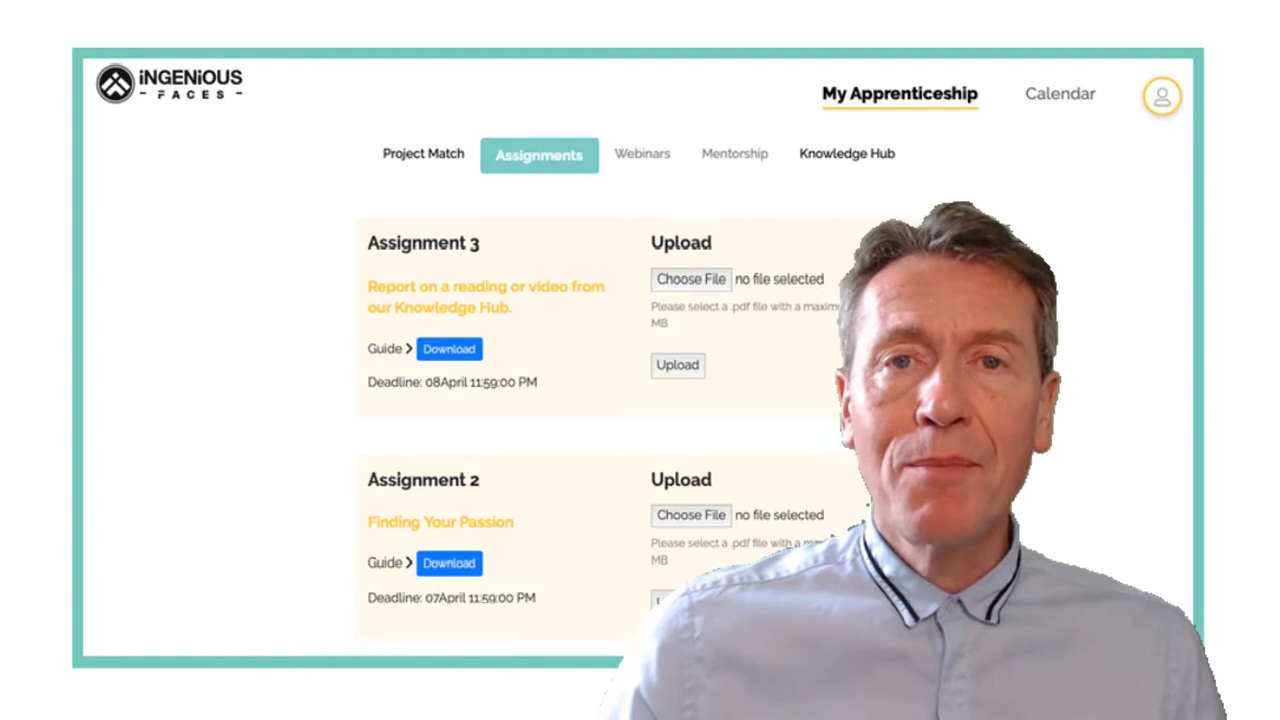 iNGENiOUS
- FACES -
My Apprenticeship
Calendar
Project Match
Assignments
Webinars
Mentorship
Knowledge Hub
Assignment 3
Report on a reading or video from
our Knowledge Hub.
Guide
Download
Deadline: 08April 11:59:00 PM
Upload
Choose File no file selected
Please select a .pdf file with a
MB
Upload
Assignment 2
Finding Your Passion
Guide
Download
Deadline: 07April 11:59:00 PM
Upload
Choose File no file selected
Please select a .pdf file with a
MB